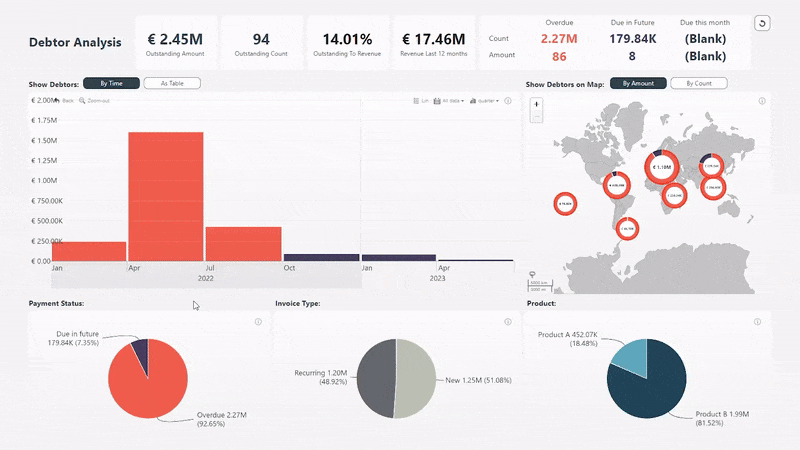 Debtor Analysis
€ 2.45M
Outstanding Amount
94
Outstanding Count
14.01%
Outstanding To Revenue
€ 17.46M
Revenue Last 12 months
Overdue Due in Future Due this month
Count 2.27M 179.84K (Blank)
Amount 86 8 (Blank)
Show Debtors: By Time As Table
Show Debtors on Map: By Amount By Count
Back Zoom out Lin All data quarter
€ 2.00M
€ 1.75M
€ 1.50M
€ 1.25M
€ 1.00M
€ 750.00K
€ 500.00K
€ 250.00K
€ 0.00
Jan Apr Jul Oct Jan Apr
2022 2023
+
€ 1.19M
Payment Status:
Due in future
179.84K (7.35%)
Overdue 2.27M
(92.65%)
Invoice Type:
Recurring 1.20M
(48.92%)
New 1.25M (51.08%)
Product:
Product A 452.07K
(18.48%)
Product B 1.99M
(81.52%)